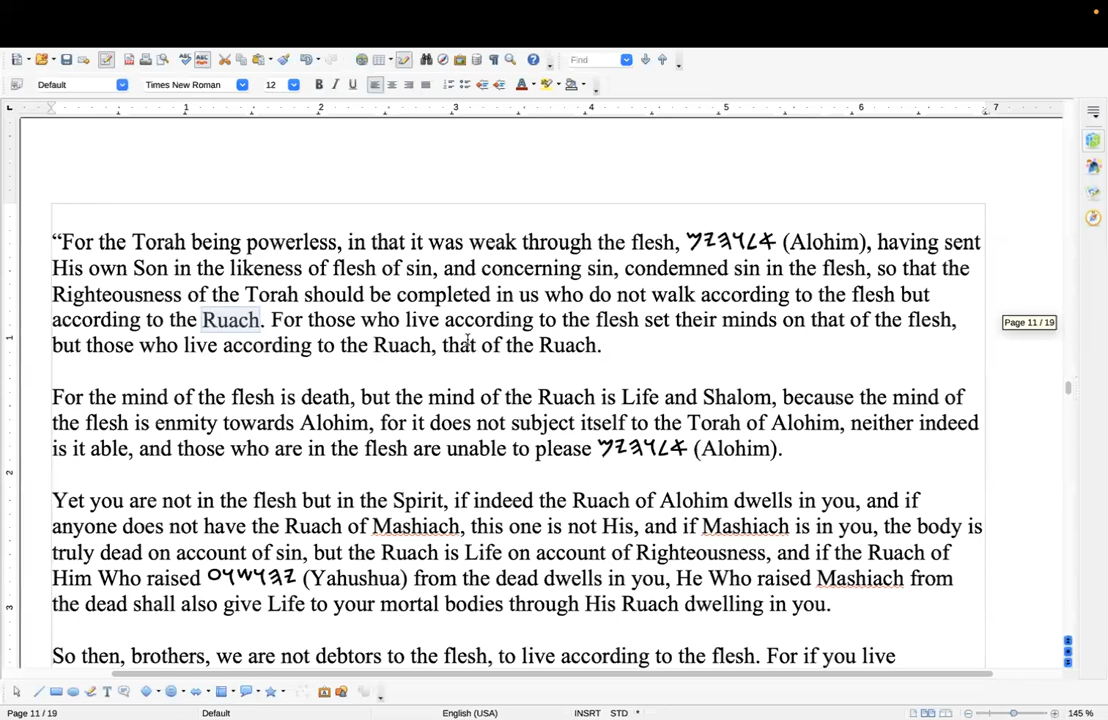 Find
Default
Times New Roman
12
1
2
3
4
5
6
7
“For the Torah being powerless, in that it was weak through the flesh, 𐤀𐤋𐤅𐤄𐤉𐤌 (Alohim), having sent
His own Son in the likeness of flesh of sin, and concerning sin, condemned sin in the flesh, so that the
Righteousness of the Torah should be completed in us who do not walk according to the flesh but
according to the Ruach. For those who live according to the flesh set their minds on that of the flesh,
but those who live according to the Ruach, that of the Ruach.
Page 11 / 19
1
For the mind of the flesh is death, but the mind of the Ruach is Life and Shalom, because the mind of
the flesh is enmity towards Alohim, for it does not subject itself to the Torah of Alohim, neither indeed
is it able, and those who are in the flesh are unable to please 𐤀𐤋𐤅𐤄𐤉𐤌 (Alohim).
2
Yet you are not in the flesh but in the Spirit, if indeed the Ruach of Alohim dwells in you, and if
anyone does not have the Ruach of Mashiach, this one is not His, and if Mashiach is in you, the body is
truly dead on account of sin, but the Ruach is Life on account of Righteousness, and if the Ruach of
Him Who raised 𐤉𐤄𐤅𐤔𐤅𐤏 (Yahushua) from the dead dwells in you, He Who raised Mashiach from
the dead shall also give Life to your mortal bodies through His Ruach dwelling in you.
3
So then, brothers, we are not debtors to the flesh, to live according to the flesh. For if you live
Page 11 / 19
Default
English (USA)
INSRT
STD
*
145 %